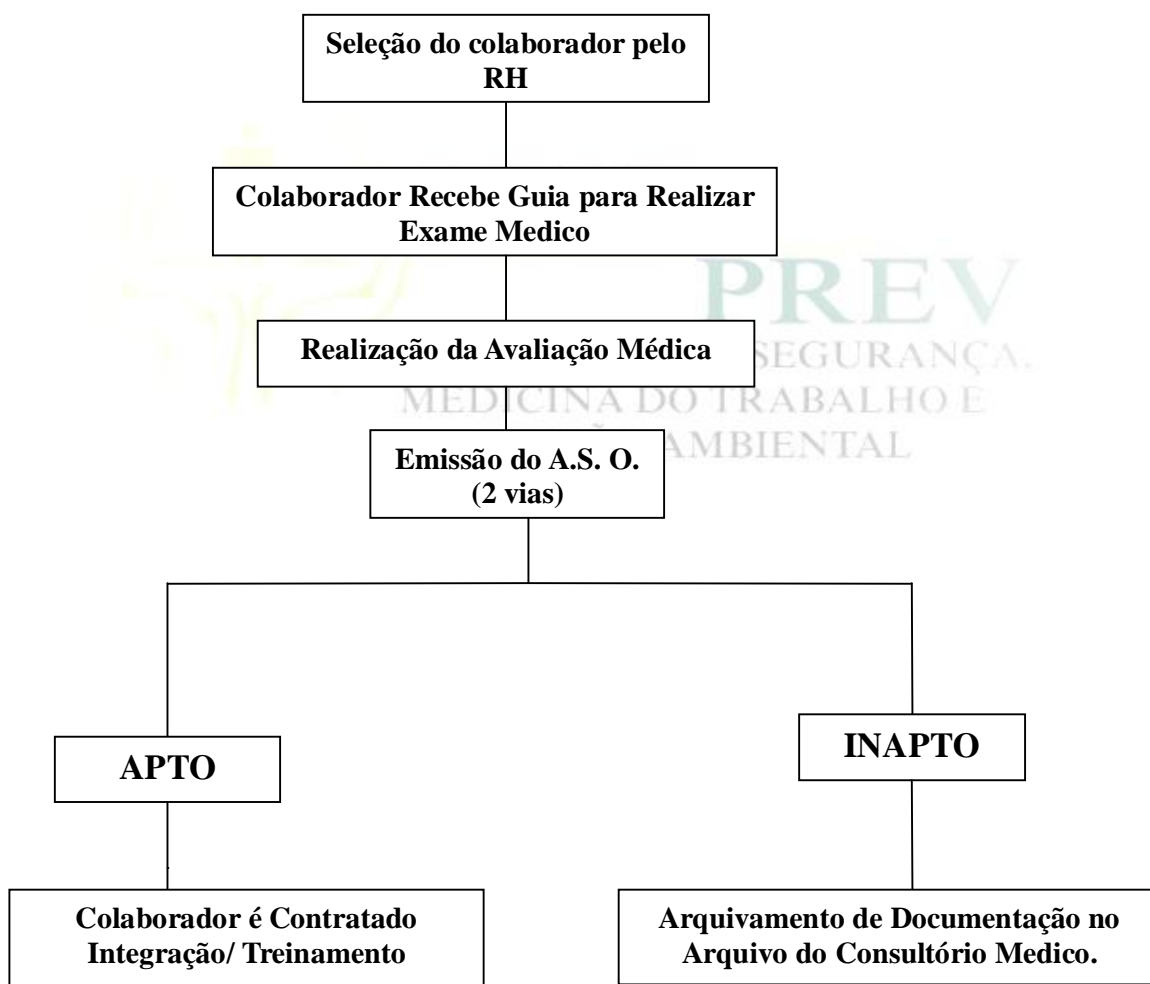 Seleção do colaborador pelo
RH
Colaborador Recebe Guia para Realizar
Exame Medico
PREV
Realização da Avaliação Médica
SEGURANÇA,
MEDICINA DO TRABALHO E
AMBIENTAL
Emissão do A.S. O.
(2 vias)
APTO
INAPTO
Colaborador é Contratado
Integração/ Treinamento
Arquivamento de Documentação no
Arquivo do Consultório Medico.